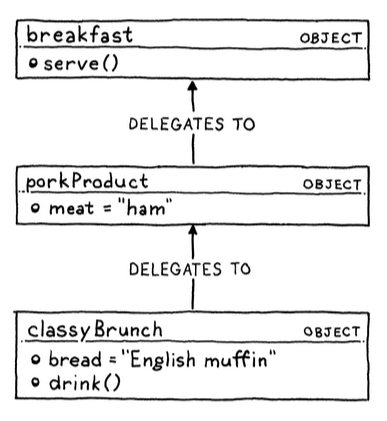 breakfast OBJECT
serve()
DELEGATES TO
porkProduct OBJECT
meat = "ham"
DELEGATES TO
classyBrunch OBJECT
bread = "English muffin"
drink()